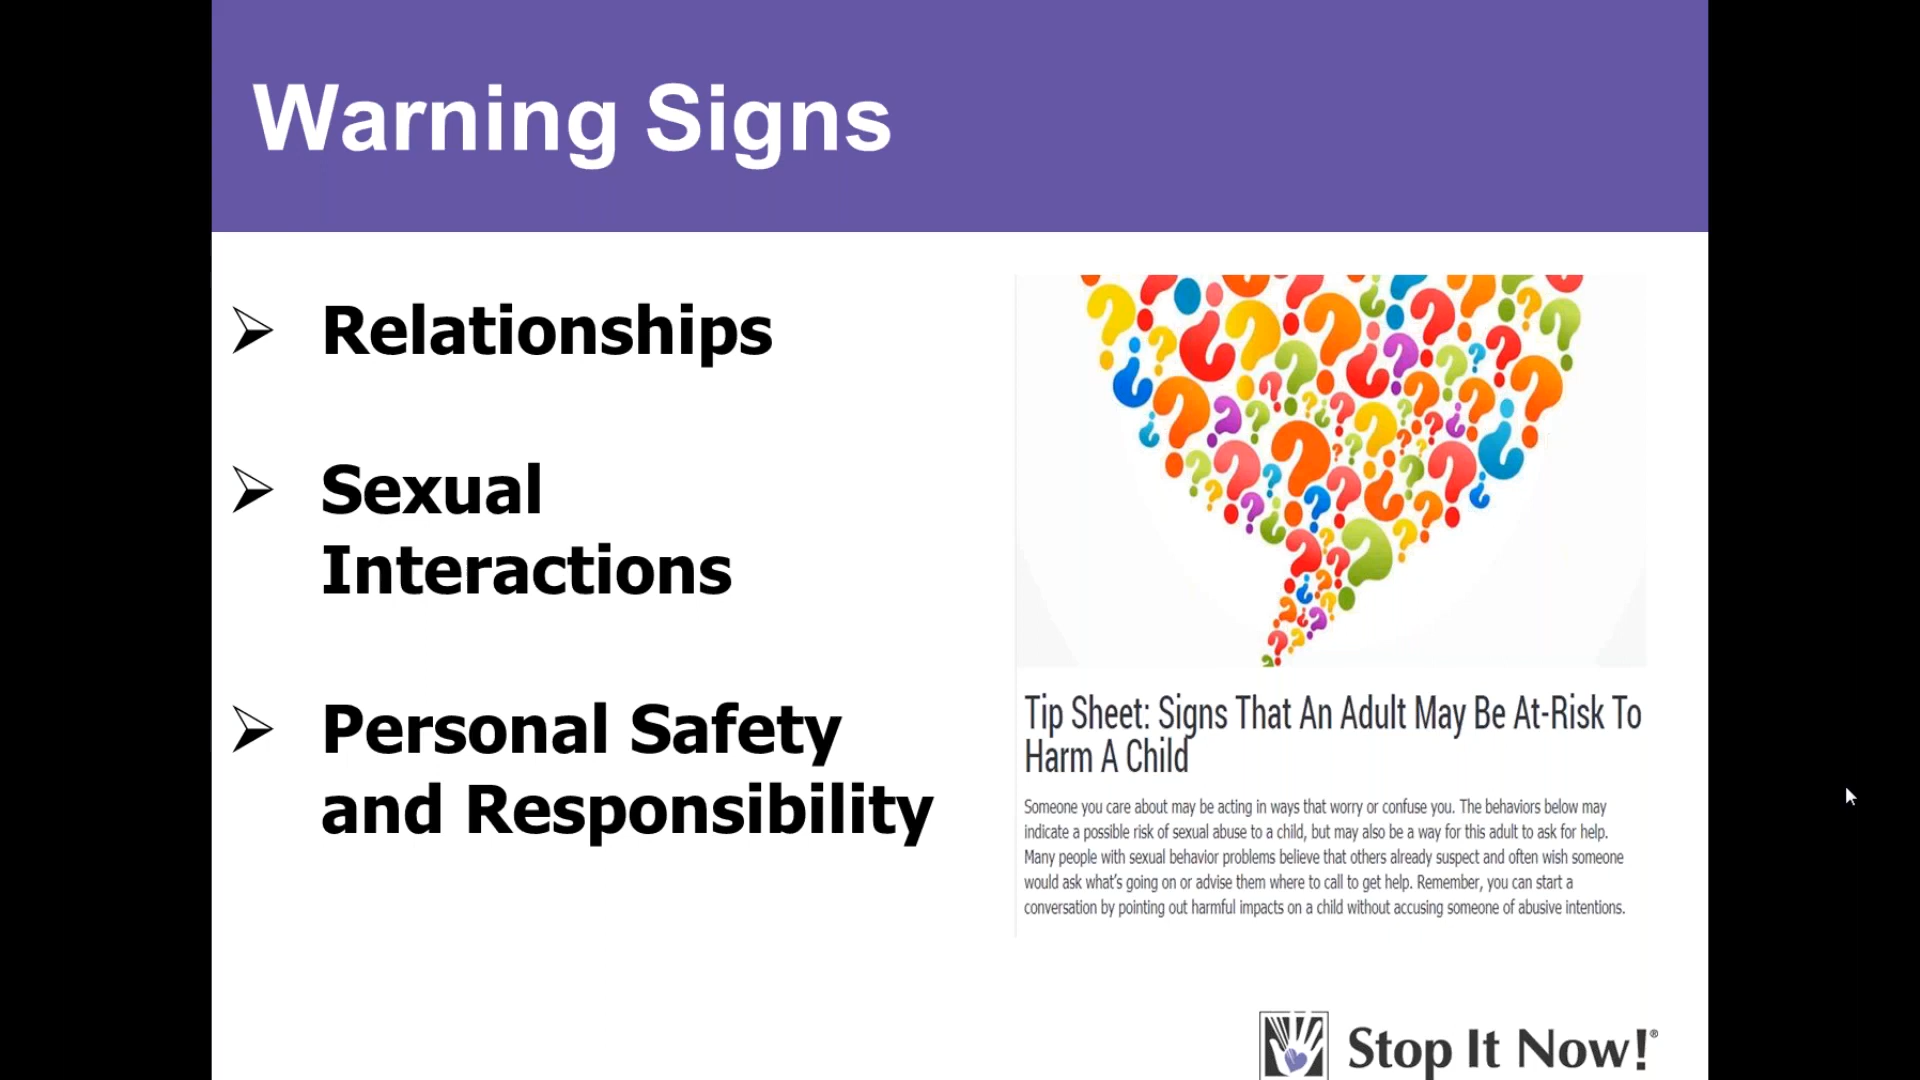 Warning Signs
Relationships
Sexual
Interactions
Personal Safety
and Responsibility
Tip Sheet: Signs That An Adult May Be At-Risk To
Harm A Child
Someone you care about may be acting in ways that worry or confuse you. The behaviors below may
indicate a possible risk of sexual abuse to a child, but may also be a way for this adult to ask for help.
Many people with sexual behavior problems believe that others already suspect and often wish someone
would ask what's going on or advise them where to call to get help. Remember, you can start a
conversation by pointing out harmful impacts on a child without accusing someone of abusive intentions.
Stop It Now!®